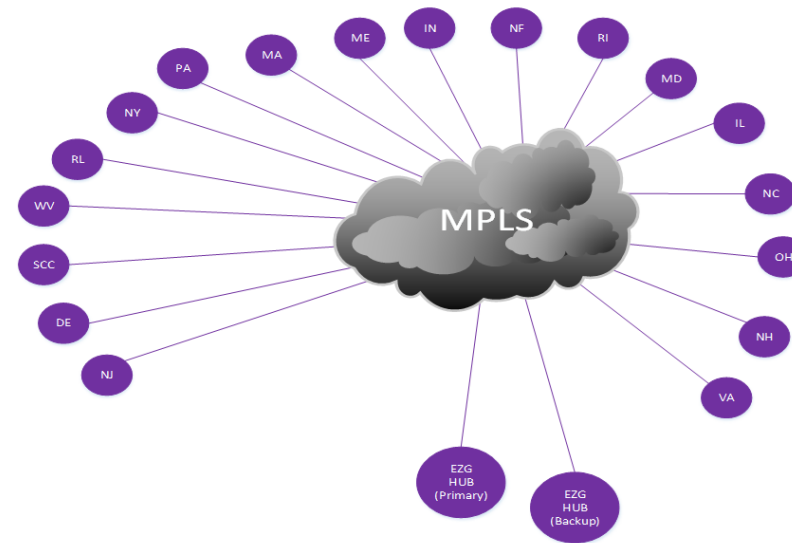 IN
NF
ME
RI
MA
PA
MD
NY
IL
RL
NC
WV
MPLS
OH
SCC
DE
NH
NJ
VA
EZG
HUB
(Primary)
EZG
HUB
(Backup)